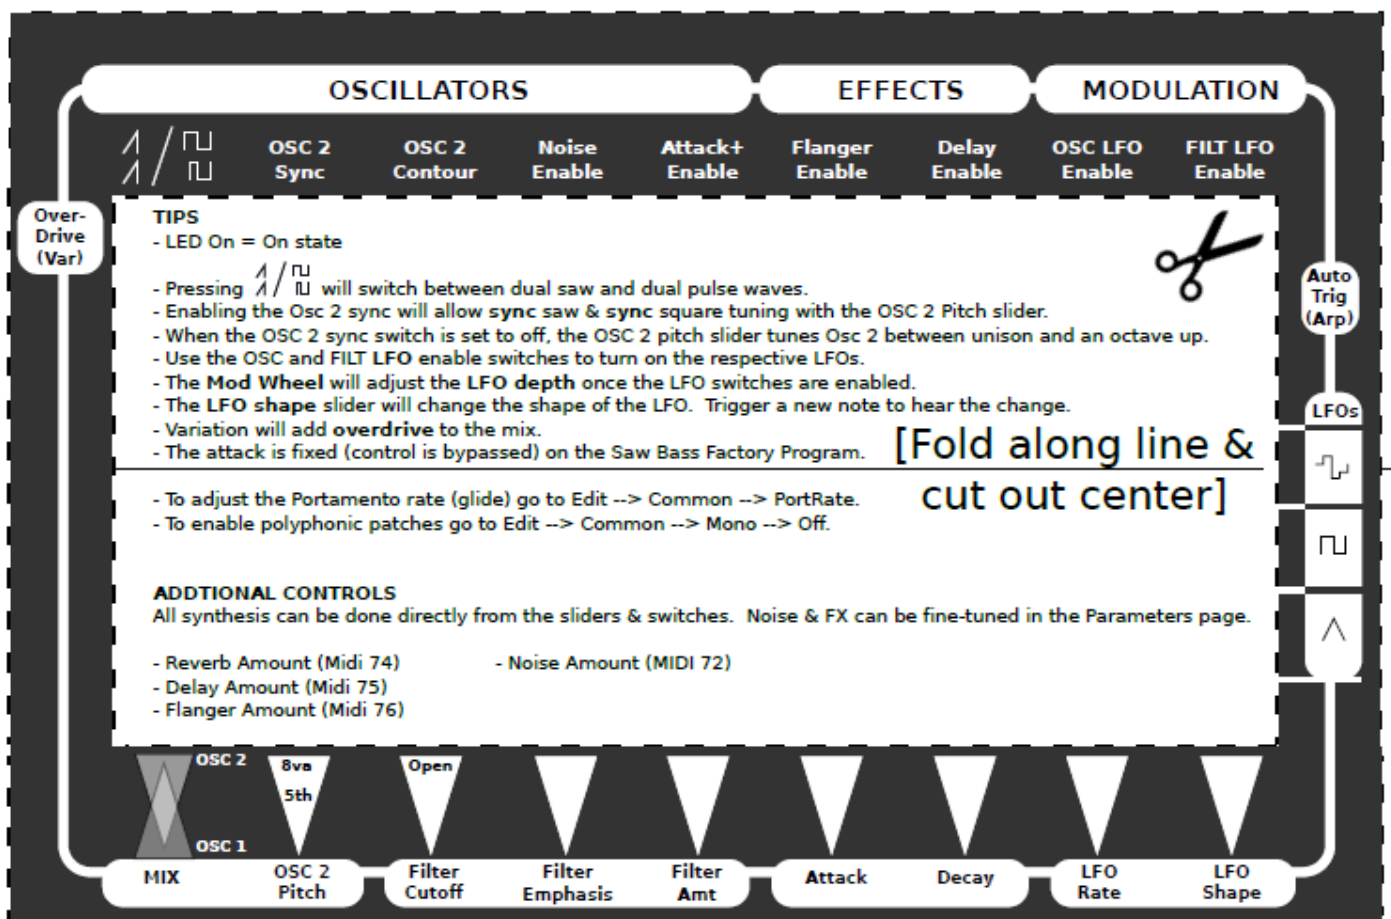 OSCILLATORS EFFECTS MODULATION
OSC 2 Sync
OSC 2 Contour
Noise Enable
Attack+ Enable
Flanger Enable
Delay Enable
OSC LFO Enable
FILT LFO Enable
Over-
Drive
(Var)
TIPS
- LED On = On state
- Pressing / will switch between dual saw and dual pulse waves.
- Enabling the Osc 2 sync will allow sync saw & sync square tuning with the OSC 2 Pitch slider.
- When the OSC 2 sync switch is set to off, the OSC 2 pitch slider tunes Osc 2 between unison and an octave up.
- Use the OSC and FILT LFO enable switches to turn on the respective LFOs.
- The Mod Wheel will adjust the LFO depth once the LFO switches are enabled.
- The LFO shape slider will change the shape of the LFO.  Trigger a new note to hear the change.
- Variation will add overdrive to the mix.
- The attack is fixed (control is bypassed) on the Saw Bass Factory Program.
[Fold along line &
cut out center]
- To adjust the Portamento rate (glide) go to Edit --> Common --> PortRate.
- To enable polyphonic patches go to Edit --> Common --> Mono --> Off.
ADDTIONAL CONTROLS
All synthesis can be done directly from the sliders & switches.  Noise & FX can be fine-tuned in the Parameters page.
- Reverb Amount (Midi 74) - Noise Amount (MIDI 72)
- Delay Amount (Midi 75)
- Flanger Amount (Midi 76)
Auto
Trig
(Arp)
LFOs
OSC 2
8va
5th
Open
OSC 1
MIX
OSC 2
Pitch
Filter
Cutoff
Filter
Emphasis
Filter
Amt
Attack
Decay
LFO
Rate
LFO
Shape